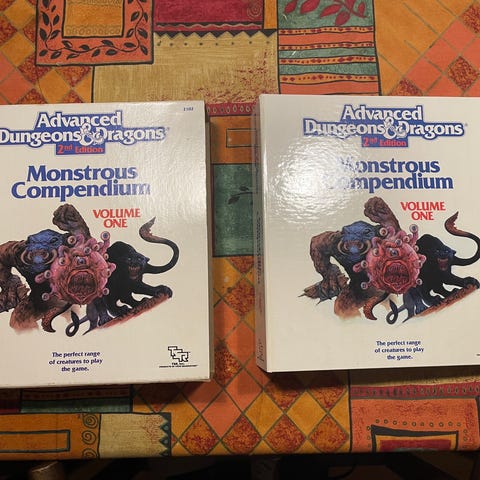 Advanced
Dungeons&Dragons®
2nd Edition
Monstrous
Compendium
VOLUME
ONE
The perfect range
of creatures to play
the game.
TSR
Advanced
Dungeons&Dragons®
2nd Edition
Monstrous
Compendium
VOLUME
ONE
The perfect range
of creatures to play
the game.